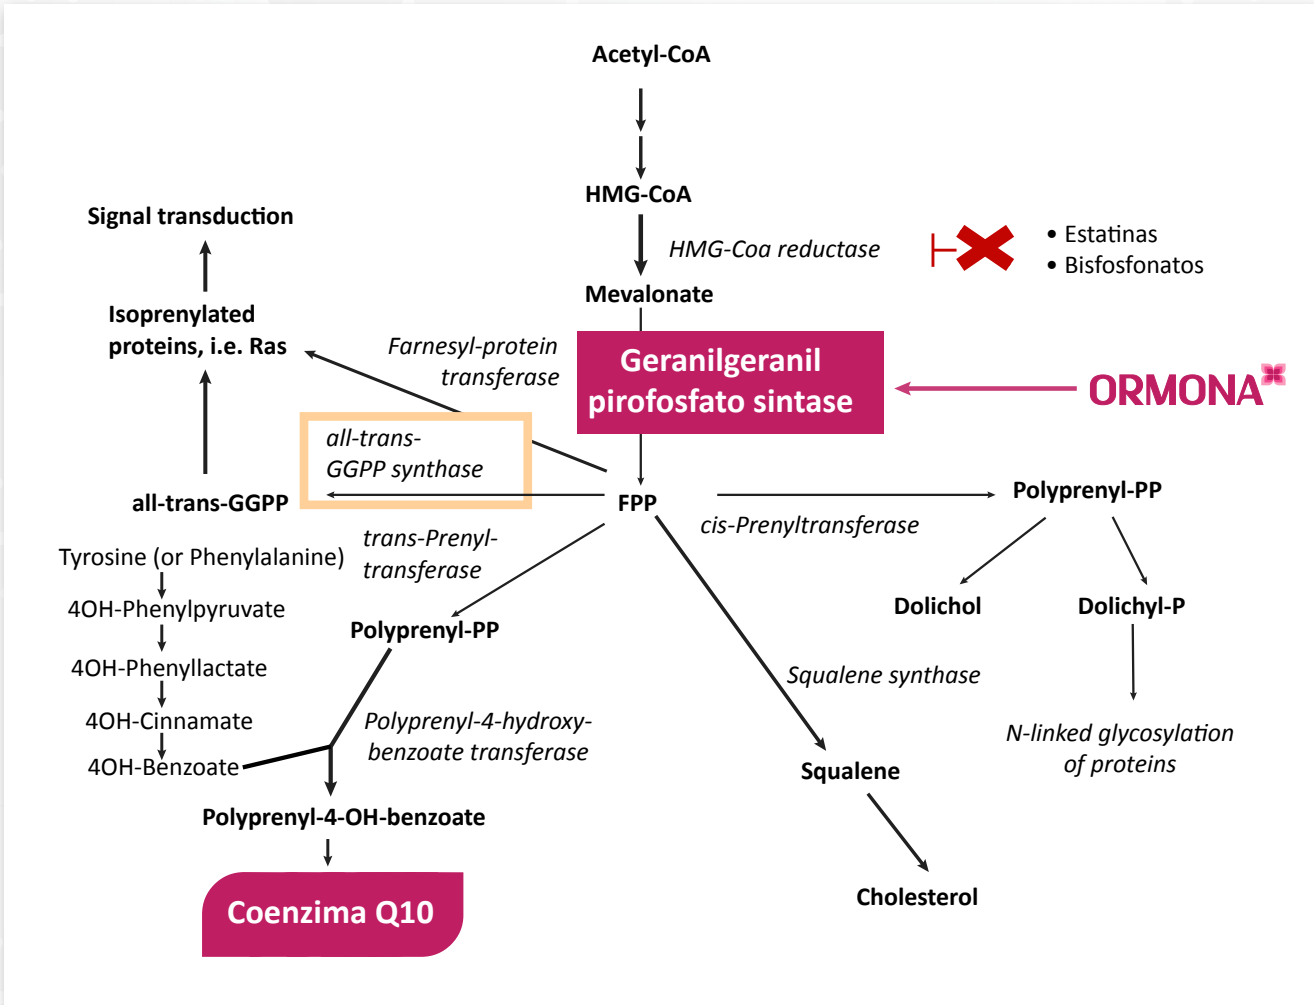 Acetyl-CoA
HMG-CoA
Signal transduction
HMG-Coa reductase
• Estatinas
• Bisfosfonatos
Mevalonate
Isoprenylated
proteins, i.e. Ras
Farnesyl-protein
transferase
Geranilgeranil
pirofosfato sintase
ORMONA
all-trans-
GGPP synthase
all-trans-GGPP
FPP
Polyprenyl-PP
cis-Prenyltransferase
trans-Prenyl-
transferase
Tyrosine (or Phenylalanine)
4OH-Phenylpyruvate
Polyprenyl-PP
Dolichol
Dolichyl-P
4OH-Phenyllactate
Squalene synthase
4OH-Cinnamate
Polyprenyl-4-hydroxy-
benzoate transferase
N-linked glycosylation
of proteins
4OH-Benzoate
Squalene
Polyprenyl-4-OH-benzoate
Cholesterol
Coenzima Q10